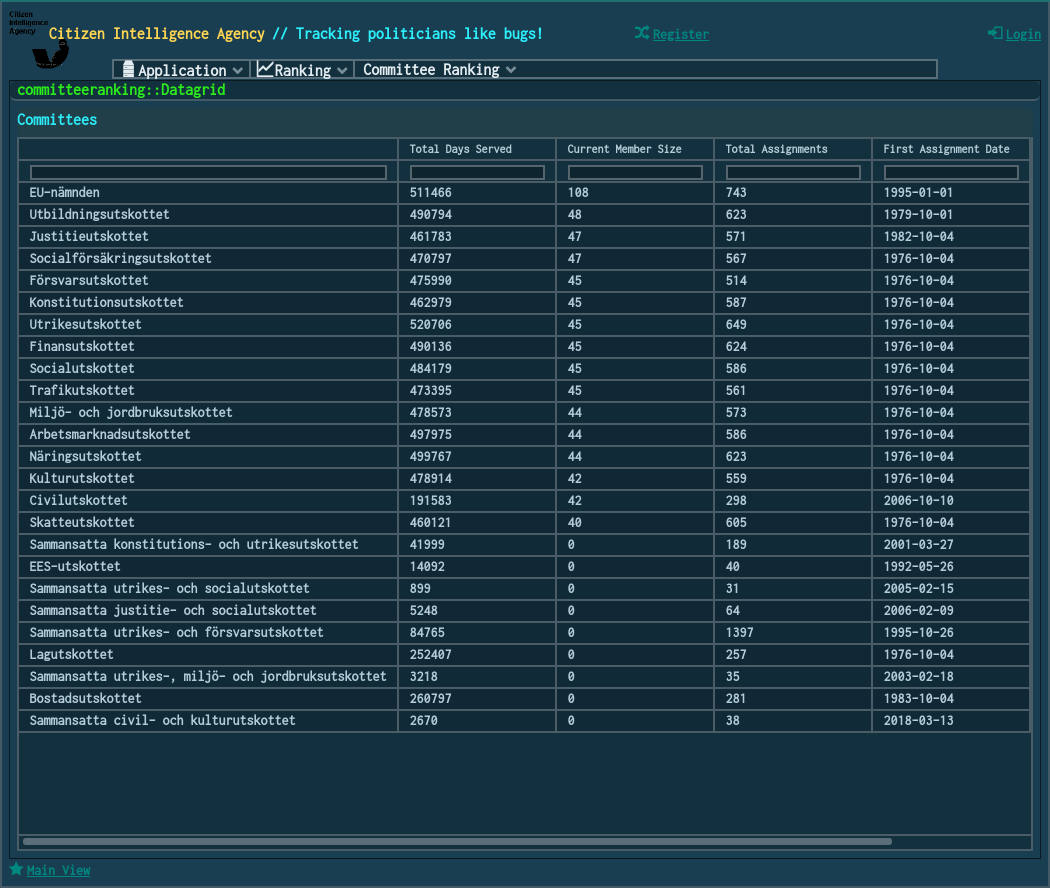 Citizen
Intelligence
Agency
Citizen Intelligence Agency // Tracking politicians like bugs!
Register
Login
Application Ranking Committee Ranking
committeeranking::Datagrid
Committees
Total Days Served Current Member Size Total Assignments First Assignment Date
EU-nämnden 511466 108 743 1995-01-01
Utbildningsutskottet 490794 48 623 1979-10-01
Justitieutskottet 461783 47 571 1982-10-04
Socialförsäkringsutskottet 470797 47 567 1976-10-04
Försvarsutskottet 475990 45 514 1976-10-04
Konstitutionsutskottet 462979 45 587 1976-10-04
Utrikesutskottet 520706 45 649 1976-10-04
Finansutskottet 490136 45 624 1976-10-04
Socialutskottet 484179 45 586 1976-10-04
Trafikutskottet 473395 45 561 1976-10-04
Miljö- och jordbruksutskottet 478573 44 573 1976-10-04
Arbetsmarknadsutskottet 497975 44 586 1976-10-04
Näringsutskottet 499767 44 623 1976-10-04
Kulturutskottet 478914 42 559 1976-10-04
Civilutskottet 191583 42 298 2006-10-10
Skatteutskottet 460121 40 605 1976-10-04
Sammansatta konstitutions- och utrikesutskottet 41999 0 189 2001-03-27
EES-utskottet 14092 0 40 1992-05-26
Sammansatta utrikes- och socialutskottet 899 0 31 2005-02-15
Sammansatta justitie- och socialutskottet 5248 0 64 2006-02-09
Sammansatta utrikes- och försvarsutskottet 84765 0 1397 1995-10-26
Lagutskottet 252407 0 257 1976-10-04
Sammansatta utrikes-, miljö- och jordbruksutskottet 3218 0 35 2003-02-18
Bostadsutskottet 260797 0 281 1983-10-04
Sammansatta civil- och kulturutskottet 2670 0 38 2018-03-13
Main View